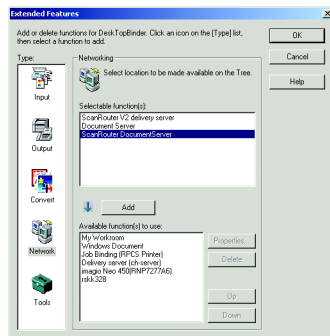 Extended Features
Add or delete functions for DeskTopBinder. Click an icon on the [Type] list,
then select a function to add.
OK
Cancel
Help
Type:
Input
Output
Convert
Network
Tools
Networking
Select location to be made available on the Tree.
Selectable function(s):
ScanRouter V2 delivery server
Document Server
ScanRouter DocumentServer
Add
Available function(s) to use:
My Workroom
Windows Document
Job Binding (RPCS Printer)
Delivery server (ch-server)
imagio Neo 450(RNP7277A6)
rskk328
Properties...
Delete
Up
Down